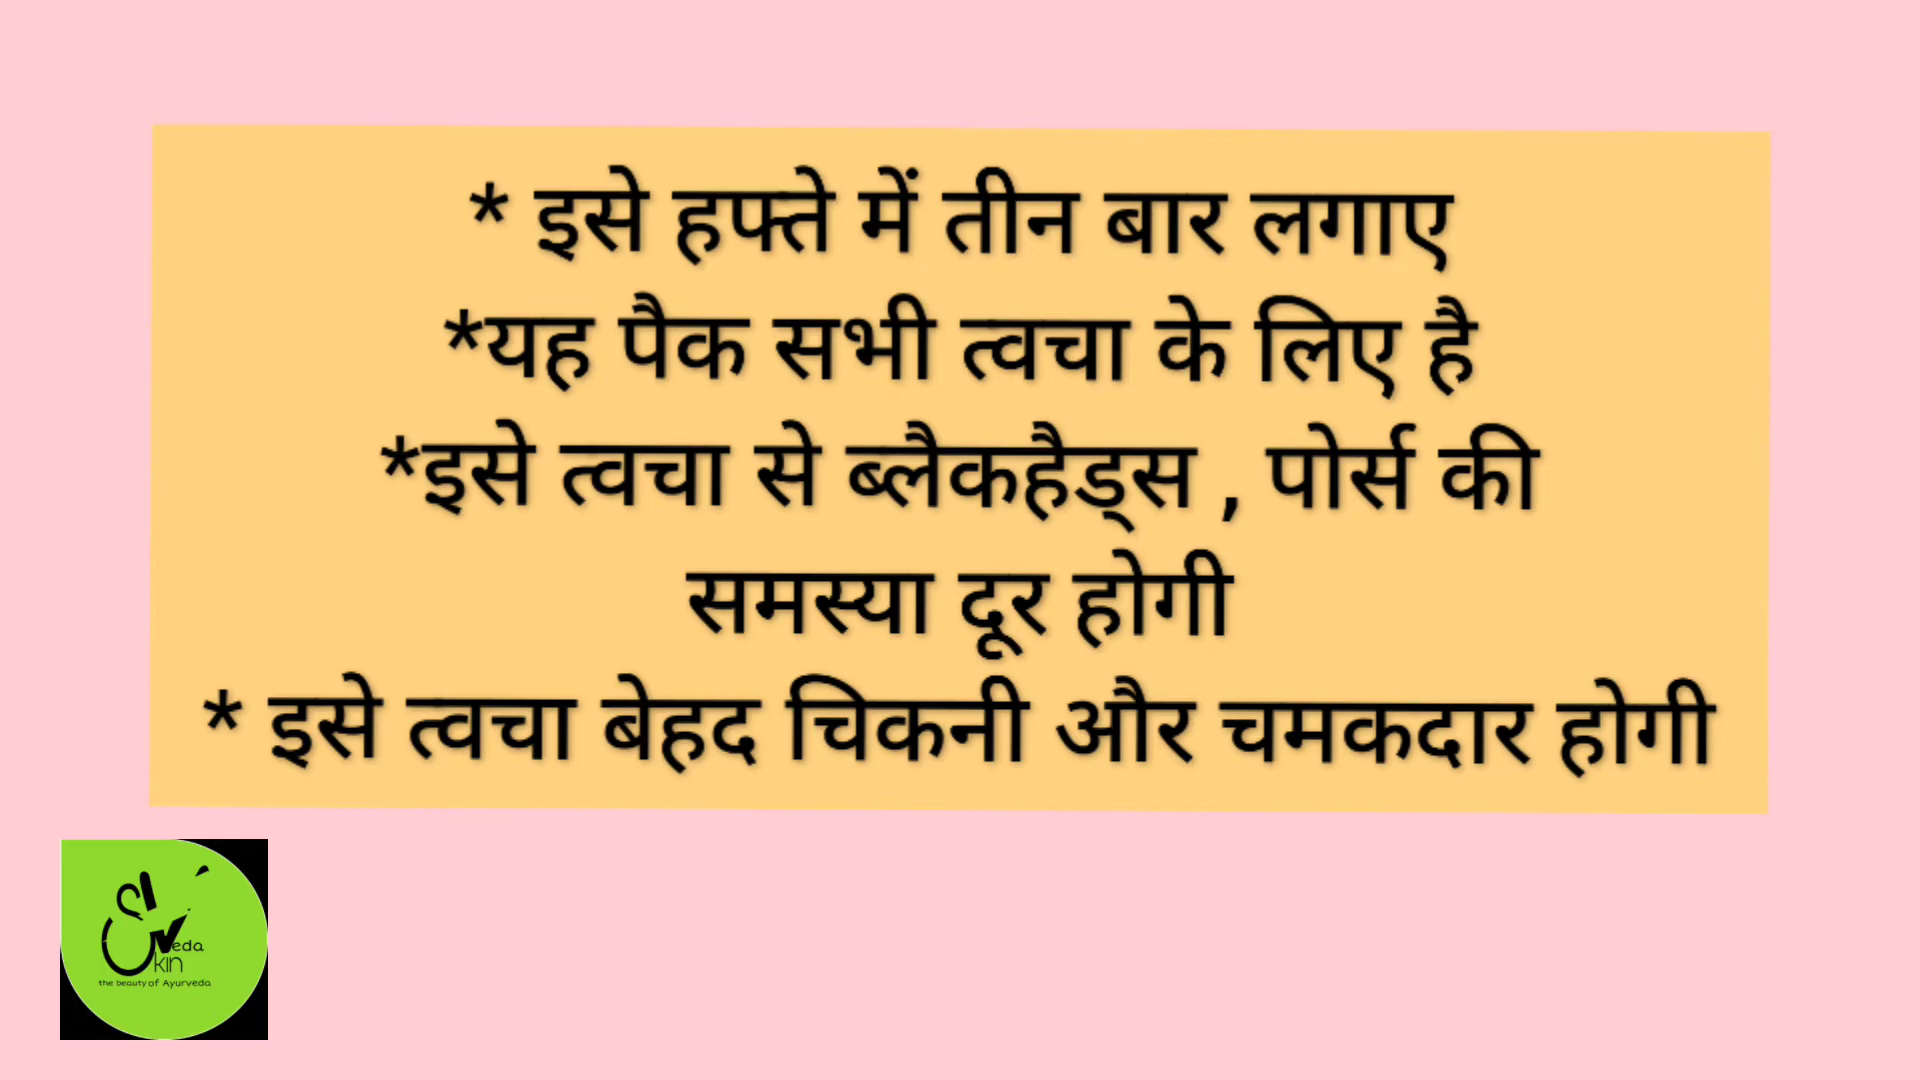 * इसे हफ्ते में तीन बार लगाए
*यह पैक सभी त्वचा के लिए है
*इसे त्वचा से ब्लैकहैड्स , पोर्स की
समस्या दूर होगी
* इसे त्वचा बेहद चिकनी और चमकदार होगी
veda
kin
the beauty of Ayurveda